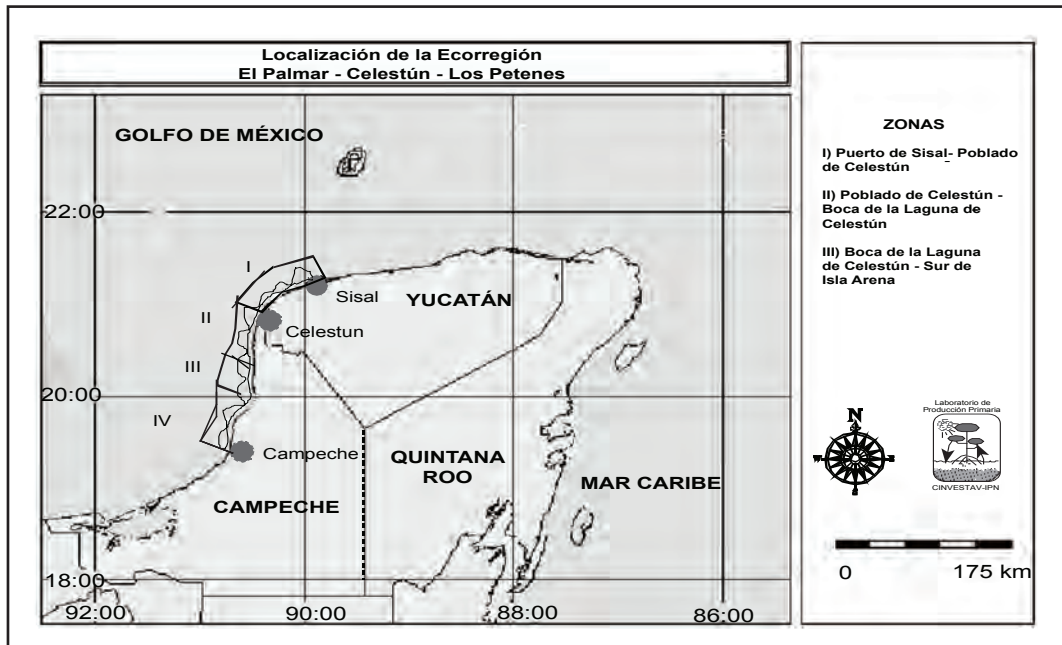 Localización de la Ecorregión
El Palmar - Celestún - Los Petenes
GOLFO DE MÉXICO
22:00
I
Sisal
YUCATÁN
II
Celestun
III
20:00
IV
Campeche
QUINTANA
ROO
MAR CARIBE
CAMPECHE
18:00
92:00
90:00
88:00
86:00
ZONAS
I) Puerto de Sisal- Poblado
de Celestún
II) Poblado de Celestún -
Boca de la Laguna de
Celestún
III) Boca de la Laguna
de Celestún - Sur de
Isla Arena
N
W
E
S
Laboratorio de
Producción Primaria
CINVESTAV-IPN
0
175 km